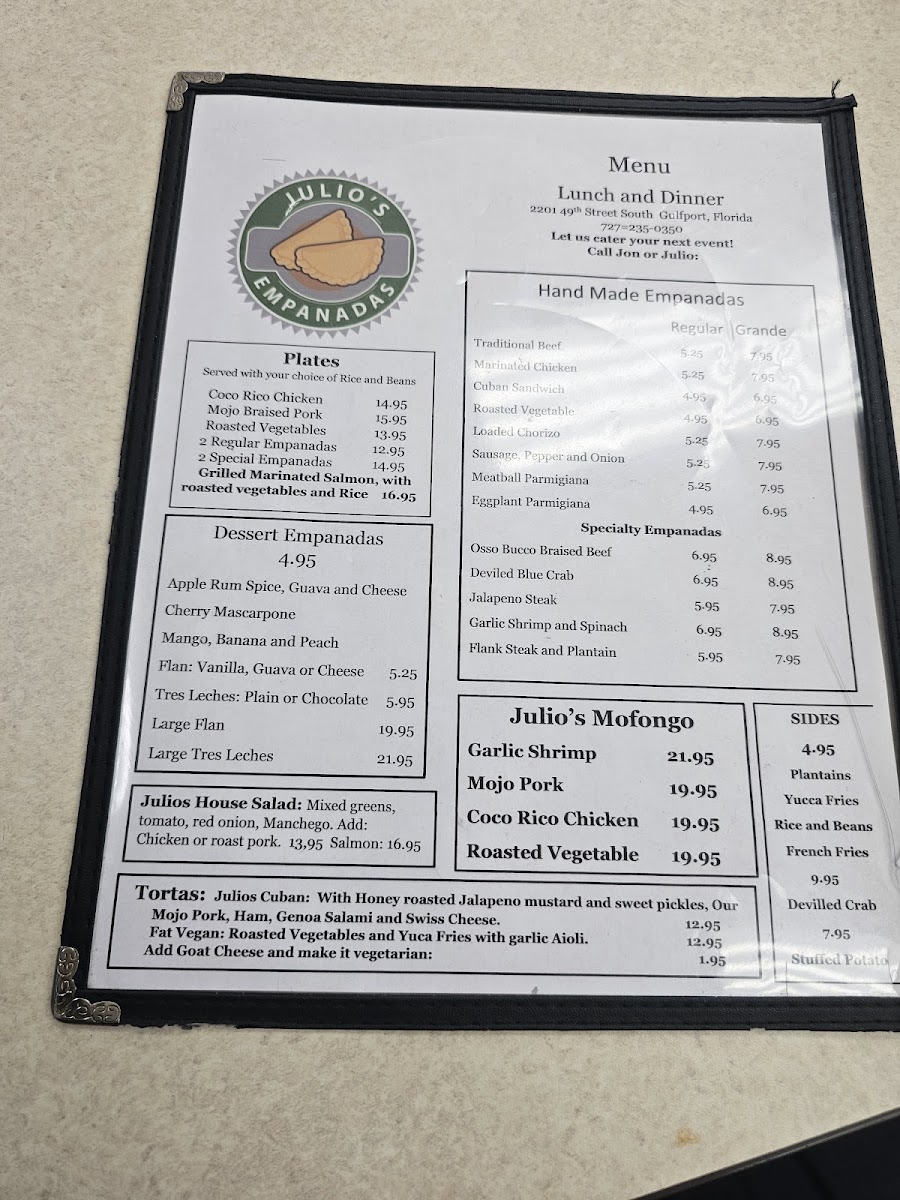 JULIO'S
EMPANADAS
Menu
Lunch and Dinner
2201 49th Street South Gulfport, Florida
727=235-0350
Let us cater your next event!
Call Jon or Julio:
Plates
Served with your choice of Rice and Beans
Coco Rico Chicken 14.95
Mojo Braised Pork 15.95
Roasted Vegetables 13.95
2 Regular Empanadas 12.95
2 Special Empanadas 14.95
Grilled Marinated Salmon, with
roasted vegetables and Rice 16.95
Dessert Empanadas
4.95
Apple Rum Spice, Guava and Cheese
Cherry Mascarpone
Mango, Banana and Peach
Flan: Vanilla, Guava or Cheese 5.25
Tres Leches: Plain or Chocolate 5.95
Large Flan 19.95
Large Tres Leches 21.95
Julios House Salad: Mixed greens,
tomato, red onion, Manchego. Add:
Chicken or roast pork. 13,95 Salmon: 16.95
Hand Made Empanadas
Regular Grande
Traditional Beef 5.25 7.95
Marinated Chicken 5.25 7.95
Cuban Sandwich 4.95 6.95
Roasted Vegetable 4.95 6.95
Loaded Chorizo 5.25 7.95
Sausage, Pepper and Onion 5.25 7.95
Meatball Parmigiana 5.25 7.95
Eggplant Parmigiana 4.95 6.95
Specialty Empanadas
Osso Bucco Braised Beef 6.95 8.95
Deviled Blue Crab 6.95 8.95
Jalapeno Steak 5.95 7.95
Garlic Shrimp and Spinach 6.95 8.95
Flank Steak and Plantain 5.95 7.95
Julio's Mofongo
Garlic Shrimp 21.95
Mojo Pork 19.95
Coco Rico Chicken 19.95
Roasted Vegetable 19.95
SIDES
4.95
Plantains
Yucca Fries
Rice and Beans
French Fries
9.95
Devilled Crab
7.95
Stuffed Potato
Tortas: Julios Cuban: With Honey roasted Jalapeno mustard and sweet pickles, Our
Mojo Pork, Ham, Genoa Salami and Swiss Cheese. 12.95
Fat Vegan: Roasted Vegetables and Yuca Fries with garlic Aioli. 12.95
Add Goat Cheese and make it vegetarian: 1.95